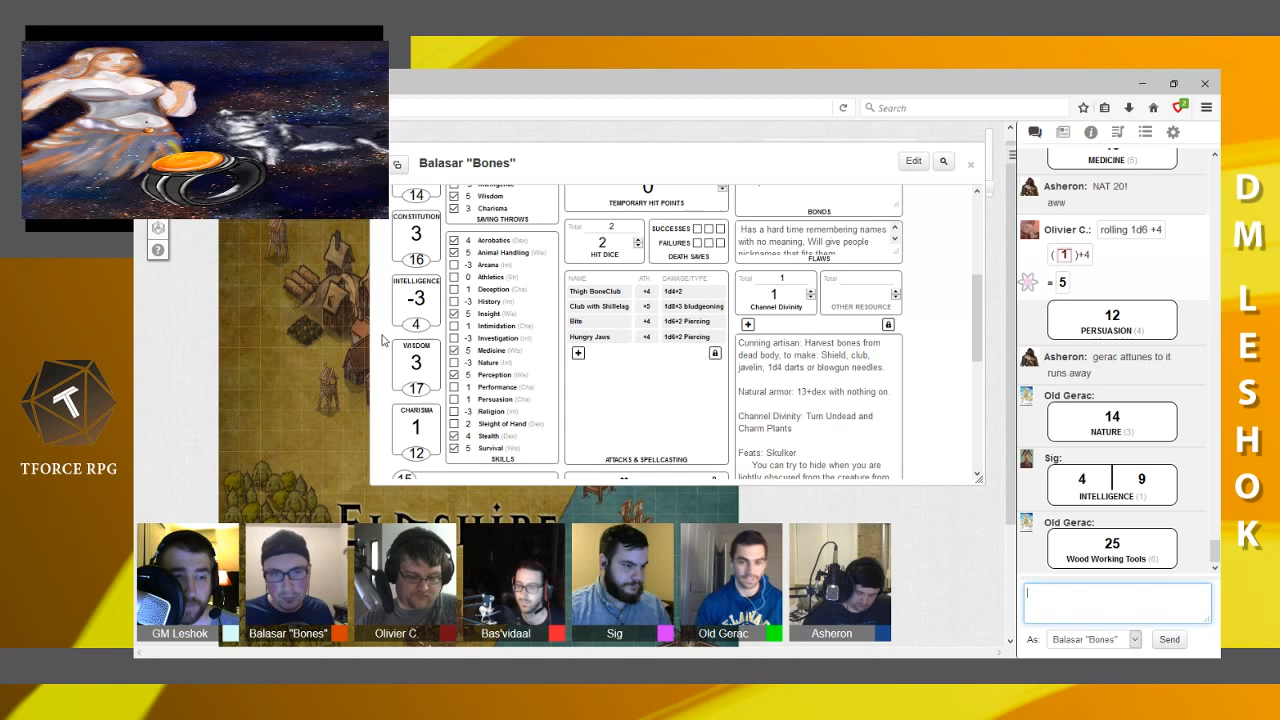 Search
2
Balasar "Bones"
Edit
14
CONSTITUTION
3
16
INTELLIGENCE
-3
4
WISDOM
3
17
CHARISMA
1
12
5 Wisdom
3 Charisma
SAVING THROWS
4 Acrobatics (Dex)
5 Animal Handling (Wis)
-3 Arcana (Int)
0 Athletics (Str)
1 Deception (Cha)
-3 History (Int)
5 Insight (Wis)
1 Intimidation (Cha)
-3 Investigation (Int)
5 Medicine (Wis)
-3 Nature (Int)
5 Perception (Wis)
1 Performance (Cha)
1 Persuasion (Cha)
-3 Religion (Int)
2 Sleight of Hand (Dex)
4 Stealth (Dex)
5 Survival (Wis)
SKILLS
TEMPORARY HIT POINTS
Total 2
2
HIT DICE
SUCCESSES
FAILURES
DEATH SAVES
NAME ATK DAMAGE/TYPE
Thigh BoneClub +4 1d4+2
Club with Shillelag +5 1d8+3 bludgeoning
Bite +4 1d6+2 Piercing
Hungry Jaws +4 1d6+2 Piercing
ATTACKS & SPELLCASTING
BONDS
Has a hard time remembering names
with no meaning, Will give people
nicknames that fits them
FLAWS
Total 1
1
Channel Divinity
Total
OTHER RESOURCE
Cunning artisan: Harvest bones from
dead body, to make: Shield, club,
javelin, 1d4 darts or blowgun needles.
Natural armor: 13+dex with nothing on.
Channel Divinity: Turn Undead and
Charm Plants
Feats: Skulker
You can try to hide when you are
lightly obscured from the creature from
MEDICINE (5)
Asheron: NAT 20!
aww
Olivier C.: rolling 1d6 +4
(1)+4
= 5
12
PERSUASION (4)
Asheron: gerac attunes to it
runs away
Old Gerac:
14
NATURE (3)
Sig:
4 9
INTELLIGENCE (1)
Old Gerac:
25
Wood Working Tools (6)
As: Balasar "Bones" Send
ELDSHIRE
GM Leshok
Balasar "Bones"
Olivier C.
Bas'vidaal
Sig
Old Gerac
Asheron
T
TFORCE RPG
DM LESHOK